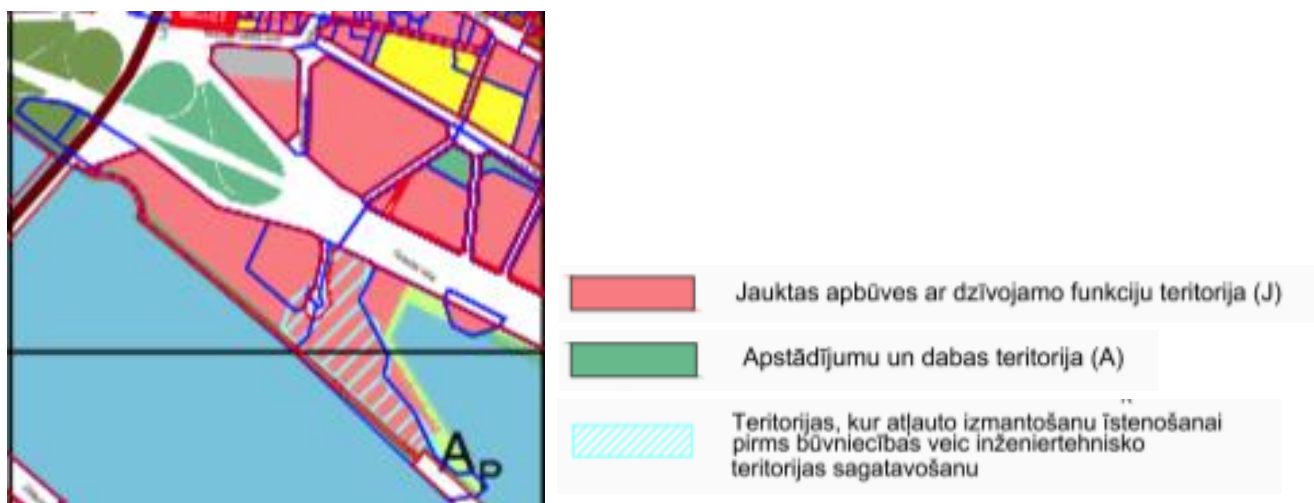 Jauktas apbūves ar dzīvojamo funkciju teritorija (J)
Apstādījumu un dabas teritorija (A)
Teritorijas, kur atļauto izmantošanu īstenošanai
pirms būvniecības veic inženiertehnisko
teritorijas sagatavošanu
A
P